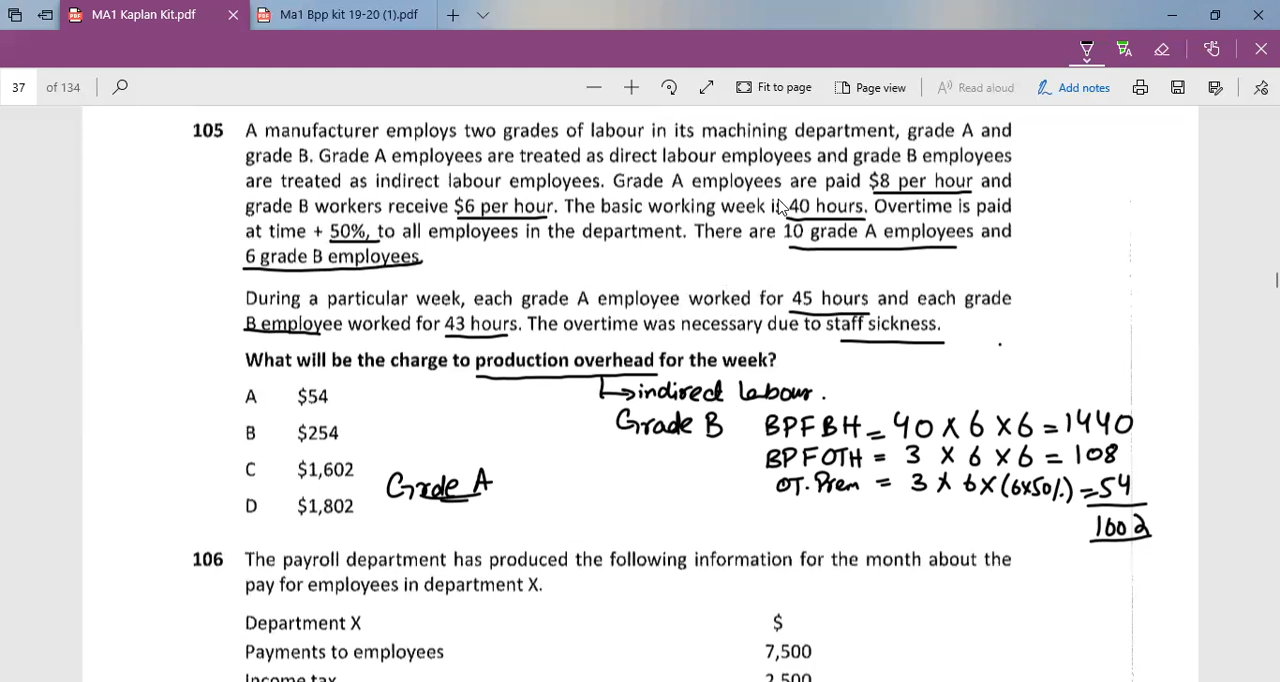 MA1 Kaplan Kit.pdf
Ma1 Bpp kit 19-20 (1).pdf
37 of 134
Fit to page
Page view
Read aloud
Add notes
105 A manufacturer employs two grades of labour in its machining department, grade A and
grade B. Grade A employees are treated as direct labour employees and grade B employees
are treated as indirect labour employees. Grade A employees are paid $8 per hour and
grade B workers receive $6 per hour. The basic working week i 40 hours. Overtime is paid
at time + 50%, to all employees in the department. There are 10 grade A employees and
6 grade B employees.
During a particular week, each grade A employee worked for 45 hours and each grade
B employee worked for 43 hours. The overtime was necessary due to staff sickness.
What will be the charge to production overhead for the week?
indirect labour.
A $54
Grade B BPFBH = 40 x 6 x 6 = 1440
B $254
BPFOTH = 3 x 6 x 6 = 108
C $1,602
Grade A
OT. Prem = 3 x 6 x (6x50%) = 54
D $1,802
1602
106 The payroll department has produced the following information for the month about the
pay for employees in department X.
Department X $
Payments to employees 7,500
Income tax 2,500